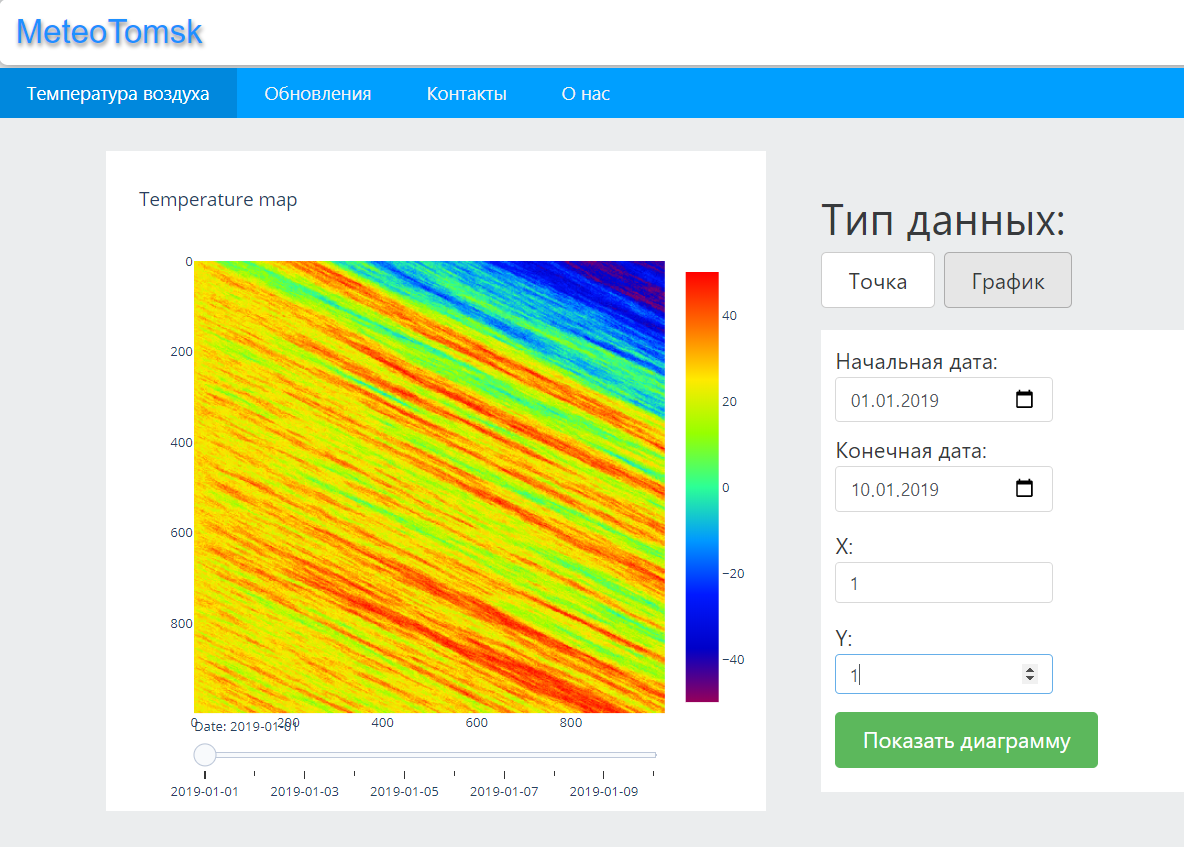 MeteoTomsk
Температура воздуха Обновления Контакты О нас
Temperature map
0
200
400
600
800
0 200 400 600 800
40
20
0
−20
−40
Date: 2019-01-01
2019-01-01 2019-01-03 2019-01-05 2019-01-07 2019-01-09
Тип данных:
Точка График
Начальная дата:
01.01.2019
Конечная дата:
10.01.2019
X:
1
Y:
1
Показать диаграмму